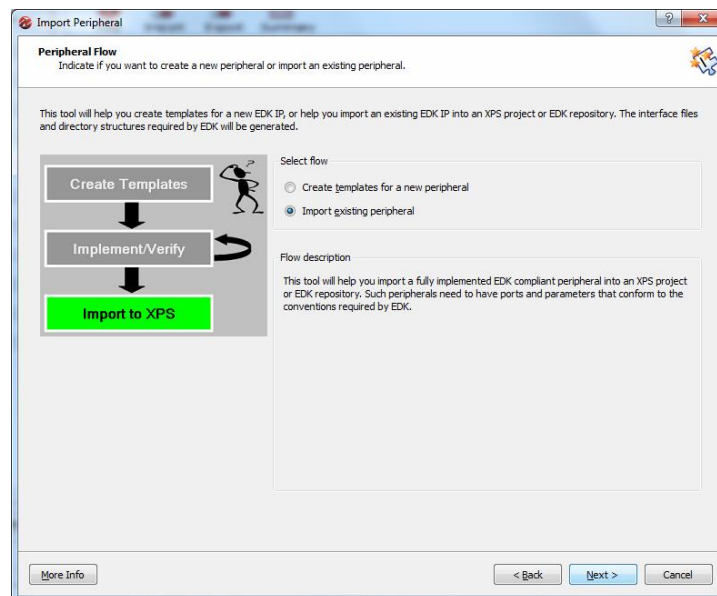 Import Peripheral
Peripheral Flow
Indicate if you want to create a new peripheral or import an existing peripheral.
This tool will help you create templates for a new EDK IP, or help you import an existing EDK IP into an XPS project or EDK repository. The interface files
and directory structures required by EDK will be generated.
Create Templates
Implement/Verify
Import to XPS
Select flow
Create templates for a new peripheral
Import existing peripheral
Flow description
This tool will help you import a fully implemented EDK compliant peripheral into an XPS project
or EDK repository. Such peripherals need to have ports and parameters that conform to the
conventions required by EDK.
More Info
< Back
Next >
Cancel